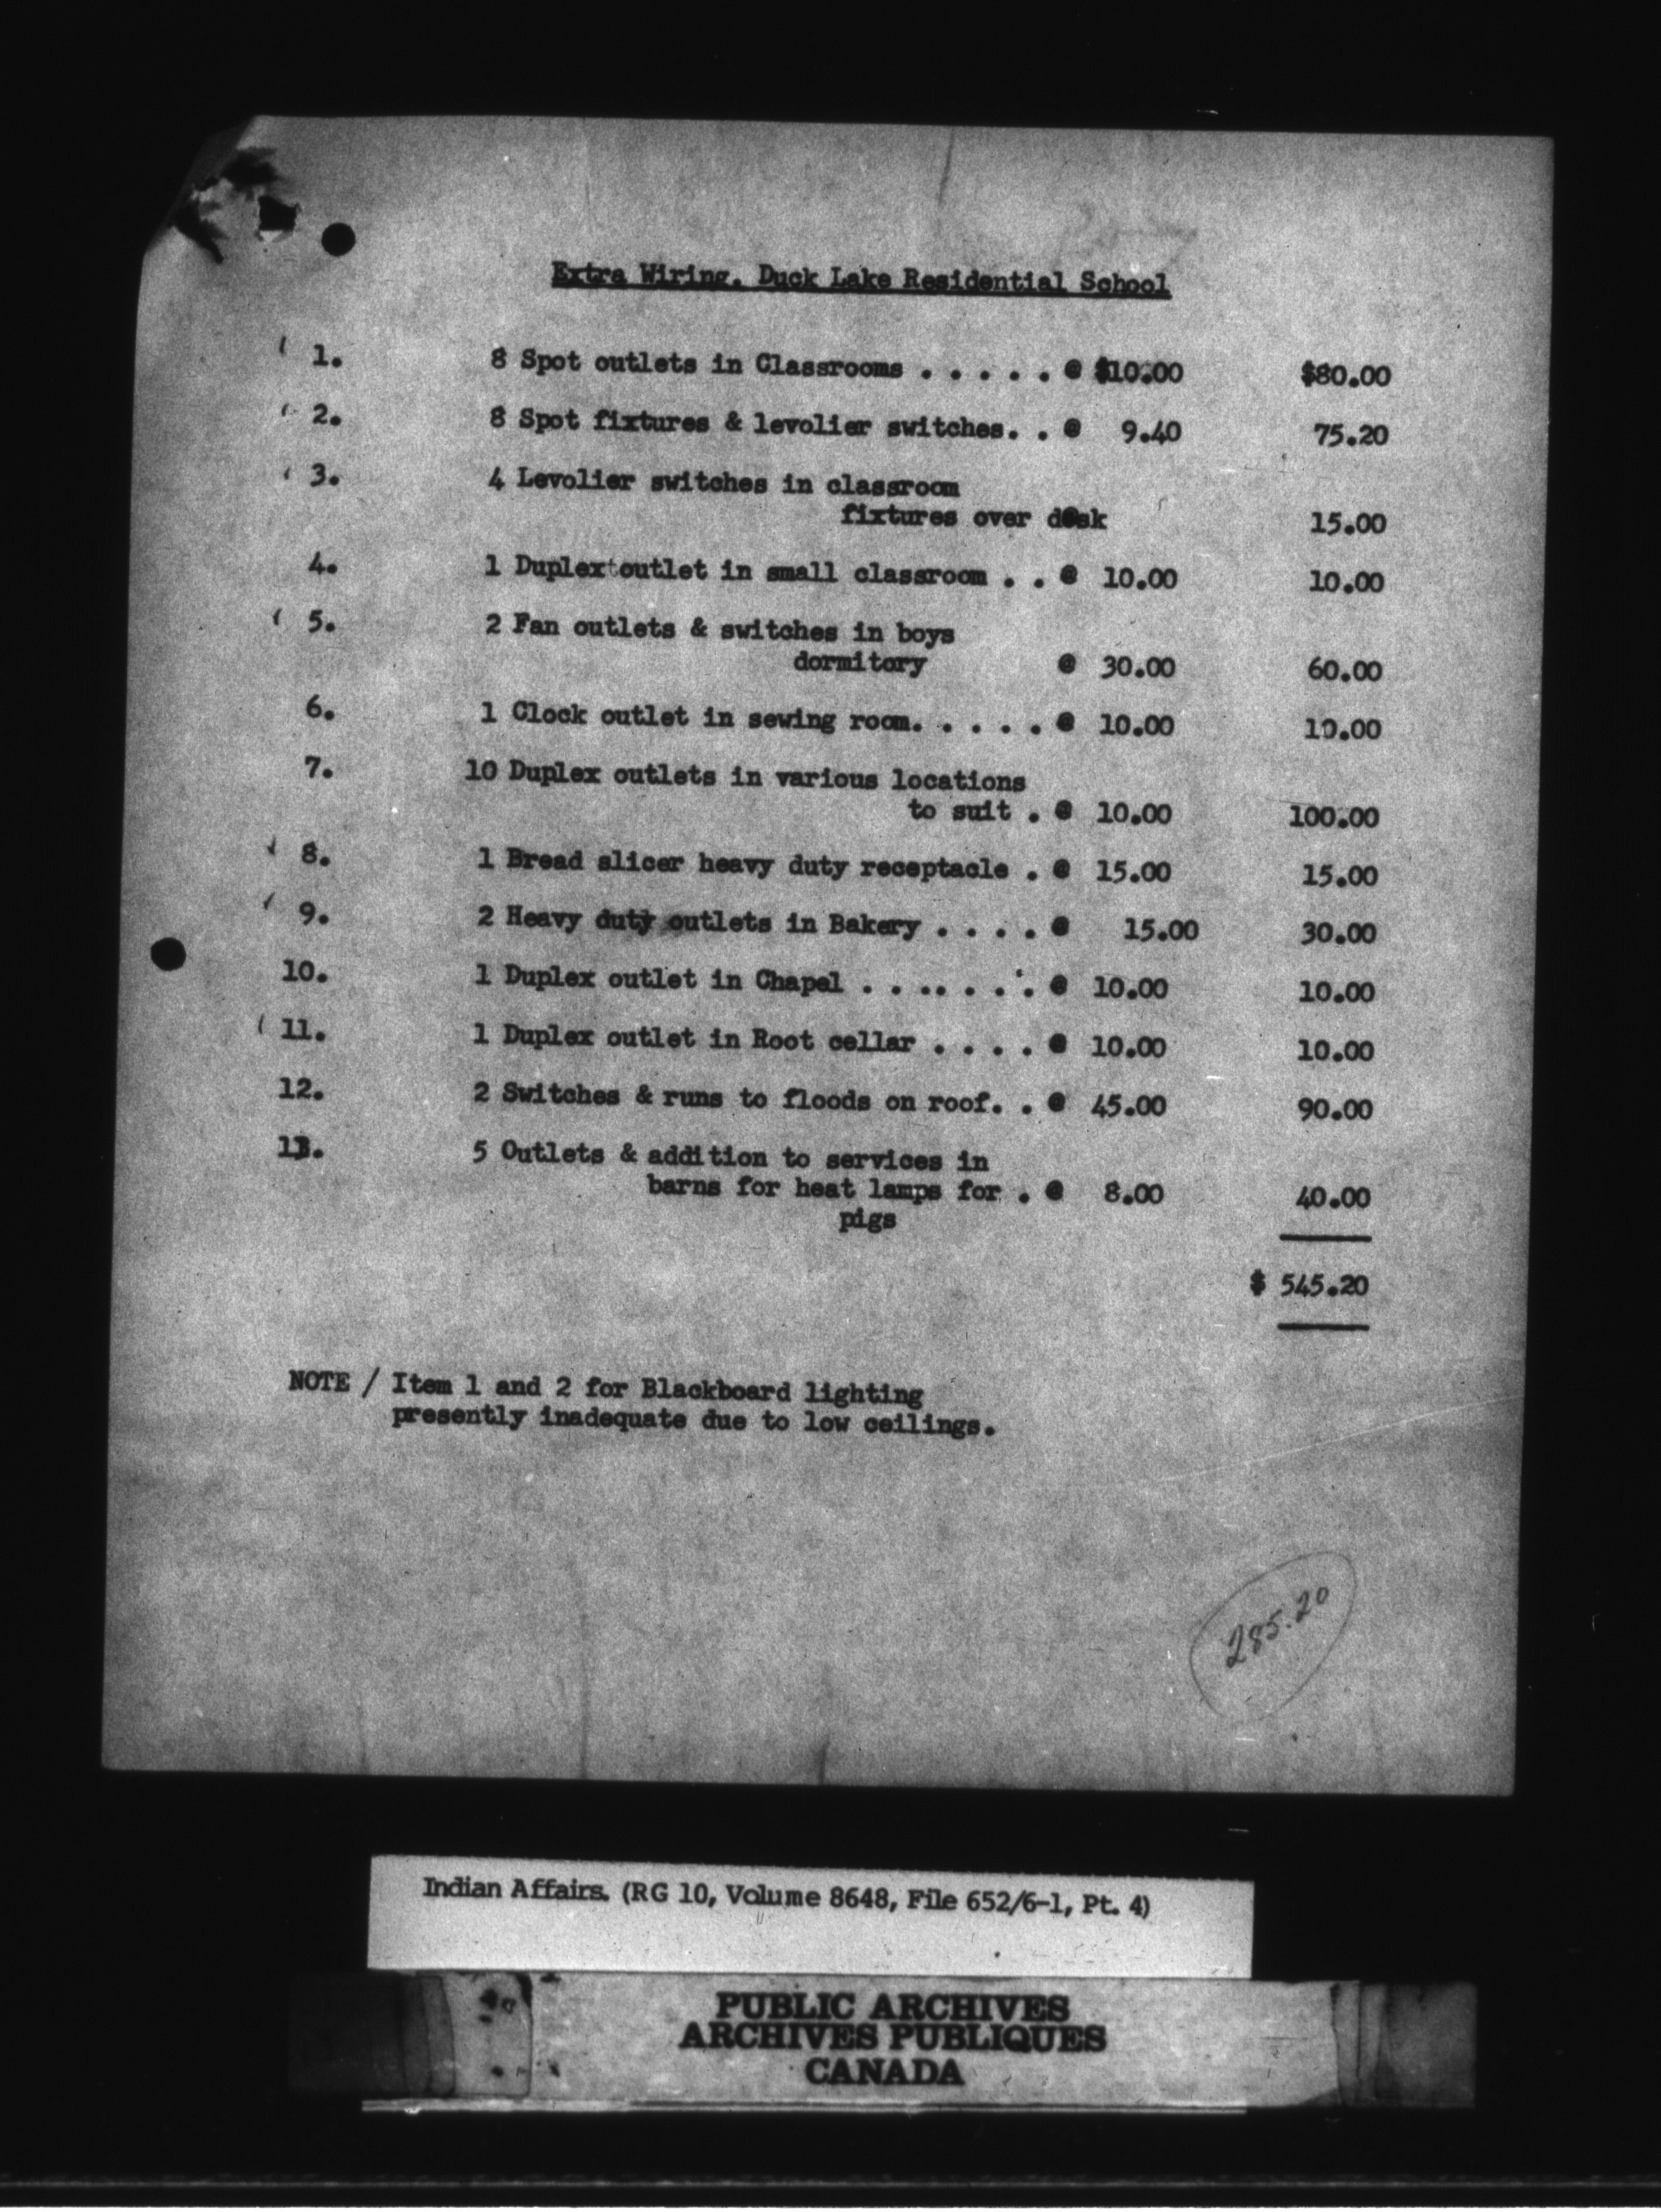 Extra Wiring. Duck Lake Residential School
1. 8 Spot outlets in Classrooms . . . . . @ $10.00 $80.00
2. 8 Spot fixtures & levolier switches. . @ 9.40 75.20
3. 4 Levolier switches in classroom
fixtures over desk 15.00
4. 1 Duplex outlet in small classroom . . @ 10.00 10.00
5. 2 Fan outlets & switches in boys
dormitory @ 30.00 60.00
6. 1 Clock outlet in sewing room. . . . . @ 10.00 10.00
7. 10 Duplex outlets in various locations
to suit . @ 10.00 100.00
8. 1 Bread slicer heavy duty receptacle . @ 15.00 15.00
9. 2 Heavy duty outlets in Bakery . . . . @ 15.00 30.00
10. 1 Duplex outlet in Chapel . . . . . . . @ 10.00 10.00
11. 1 Duplex outlet in Root cellar . . . . @ 10.00 10.00
12. 2 Switches & runs to floods on roof. . @ 45.00 90.00
13. 5 Outlets & addition to services in
barns for heat lamps for . @ 8.00 40.00
pigs
$ 545.20
NOTE / Item 1 and 2 for Blackboard lighting
presently inadequate due to low ceilings.
285.20
Indian Affairs. (RG 10, Volume 8648, File 652/6-1, Pt. 4)
PUBLIC ARCHIVES
ARCHIVES PUBLIQUES
CANADA